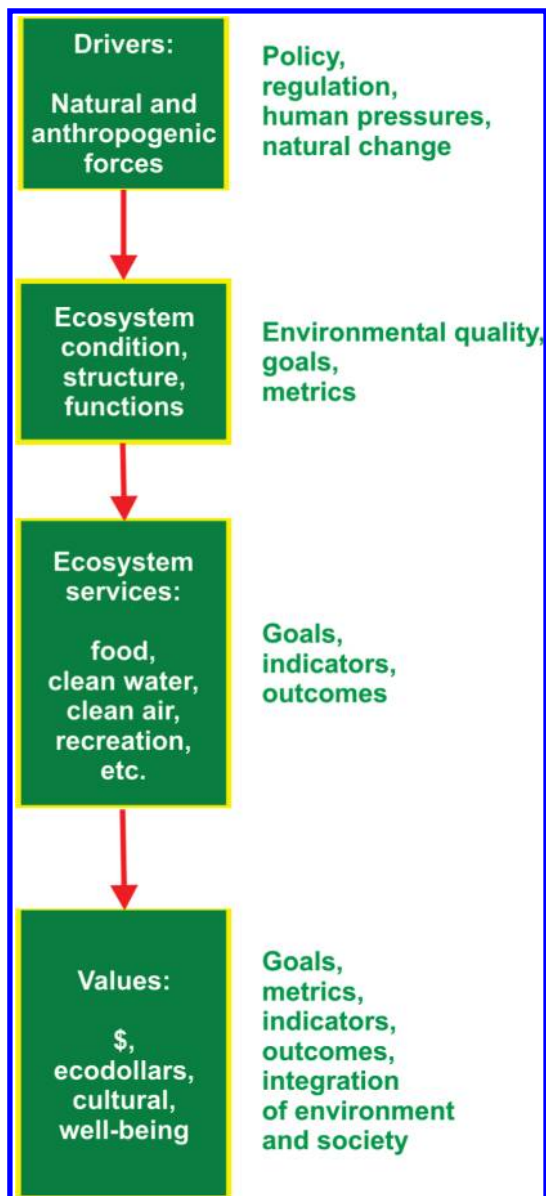 Drivers:
Natural and
anthropogenic
forces
Policy,
regulation,
human pressures,
natural change
Ecosystem
condition,
structure,
functions
Environmental quality,
goals,
metrics
Ecosystem
services:
food,
clean water,
clean air,
recreation,
etc.
Goals,
indicators,
outcomes
Values:
$,
ecodollars,
cultural,
well-being
Goals,
metrics,
indicators,
outcomes,
integration
of environment
and society